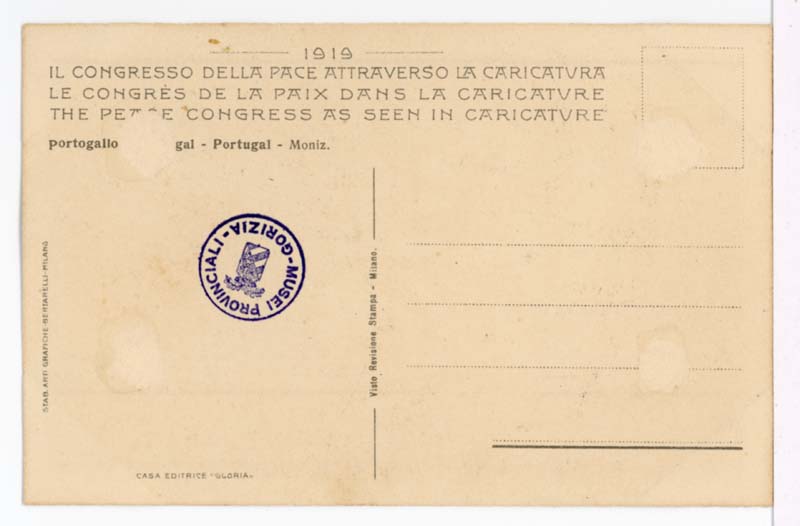 1919
IL CONGRESSO DELLA PACE ATTRAVERSO LA CARICATURA
LE CONGRÈS DE LA PAIX DANS LA CARICATURE
THE CONGRESS AS SEEN IN CARICATURE
Portogallo gal - Portugal - Moniz.
MUSEI PROVINCIALI - GORIZIA -
STAB. ARTI GRAFICHE-BERTARELLI-MILANO
Visto Revisione Stampa - Milano.
CASA EDITRICE "GLORIA"